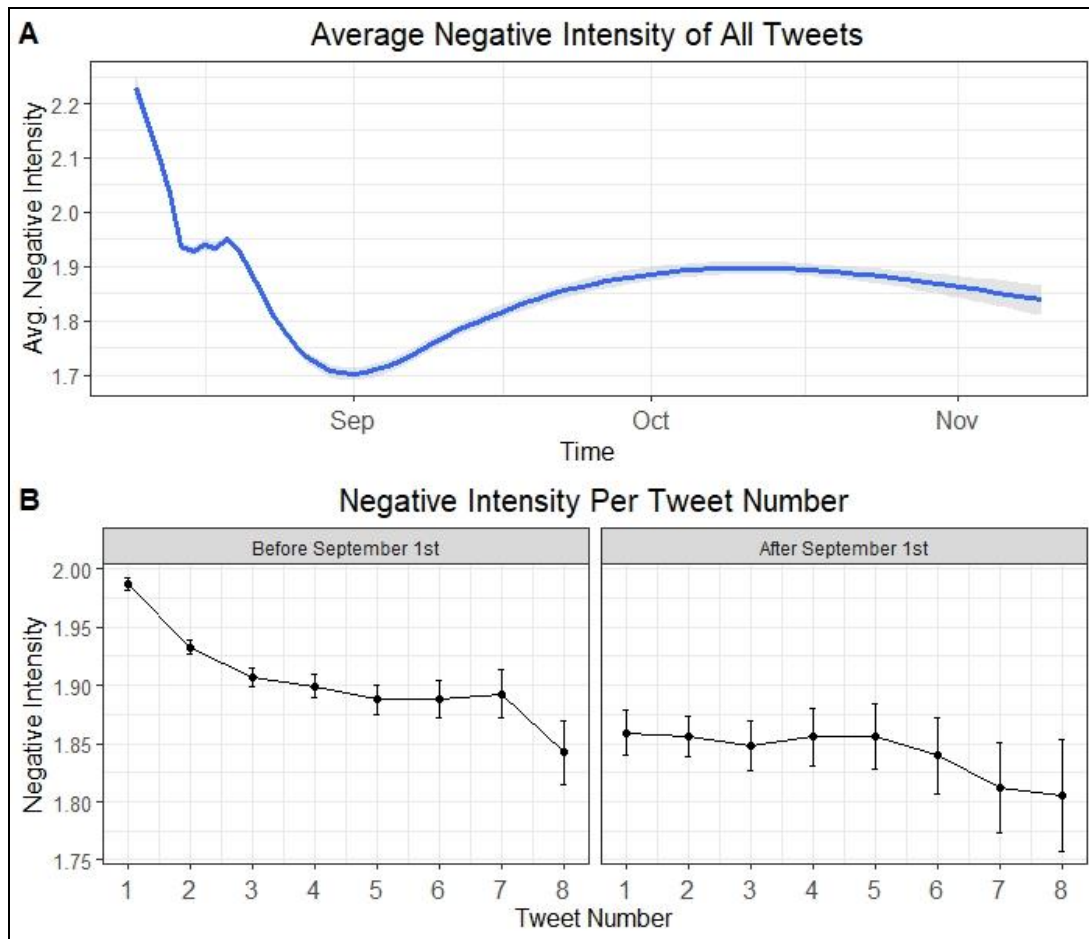 A
Average Negative Intensity of All Tweets
Avg. Negative Intensity
2.2
2.1
2.0
1.9
1.8
1.7
Sep Oct Nov
Time
B
Negative Intensity Per Tweet Number
Before September 1st After September 1st
Negative Intensity
2.00
1.95
1.90
1.85
1.80
1.75
1 2 3 4 5 6 7 8 1 2 3 4 5 6 7 8
Tweet Number